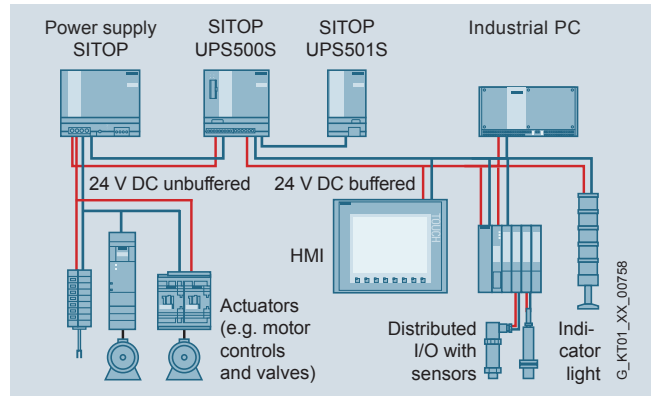 Power supply
SITOP
SITOP
UPS500S
SITOP
UPS501S
Industrial PC
24 V DC unbuffered
24 V DC buffered
HMI
Actuators
(e.g. motor
controls
and valves)
Distributed
I/O with
sensors
Indi-
cator
light
G_KT01_XX_00758